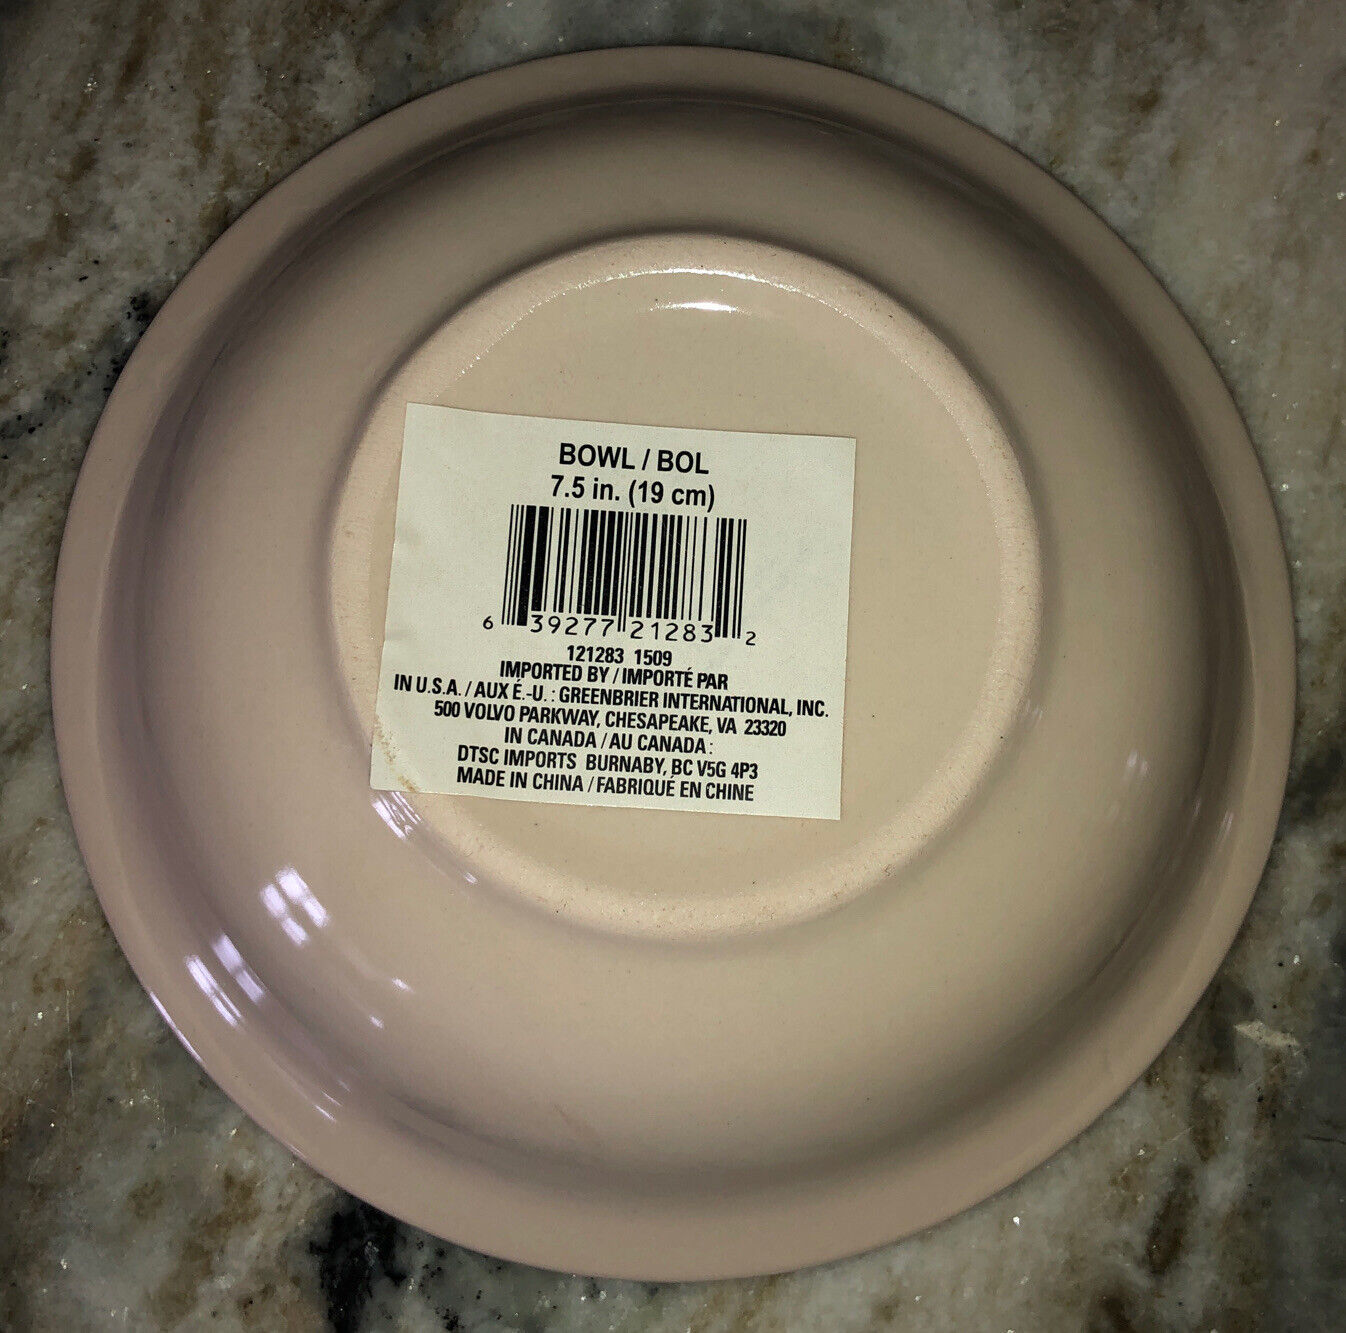 BOWL / BOL
7.5 in. (19 cm)
6 39277 21283 2
121283 1509
IMPORTED BY / IMPORTÉ PAR
IN U.S.A. / AUX É.-U. : GREENBRIER INTERNATIONAL, INC.
500 VOLVO PARKWAY, CHESAPEAKE, VA 23320
IN CANADA / AU CANADA :
DTSC IMPORTS BURNABY, BC V5G 4P3
MADE IN CHINA / FABRIQUÉ EN CHINE